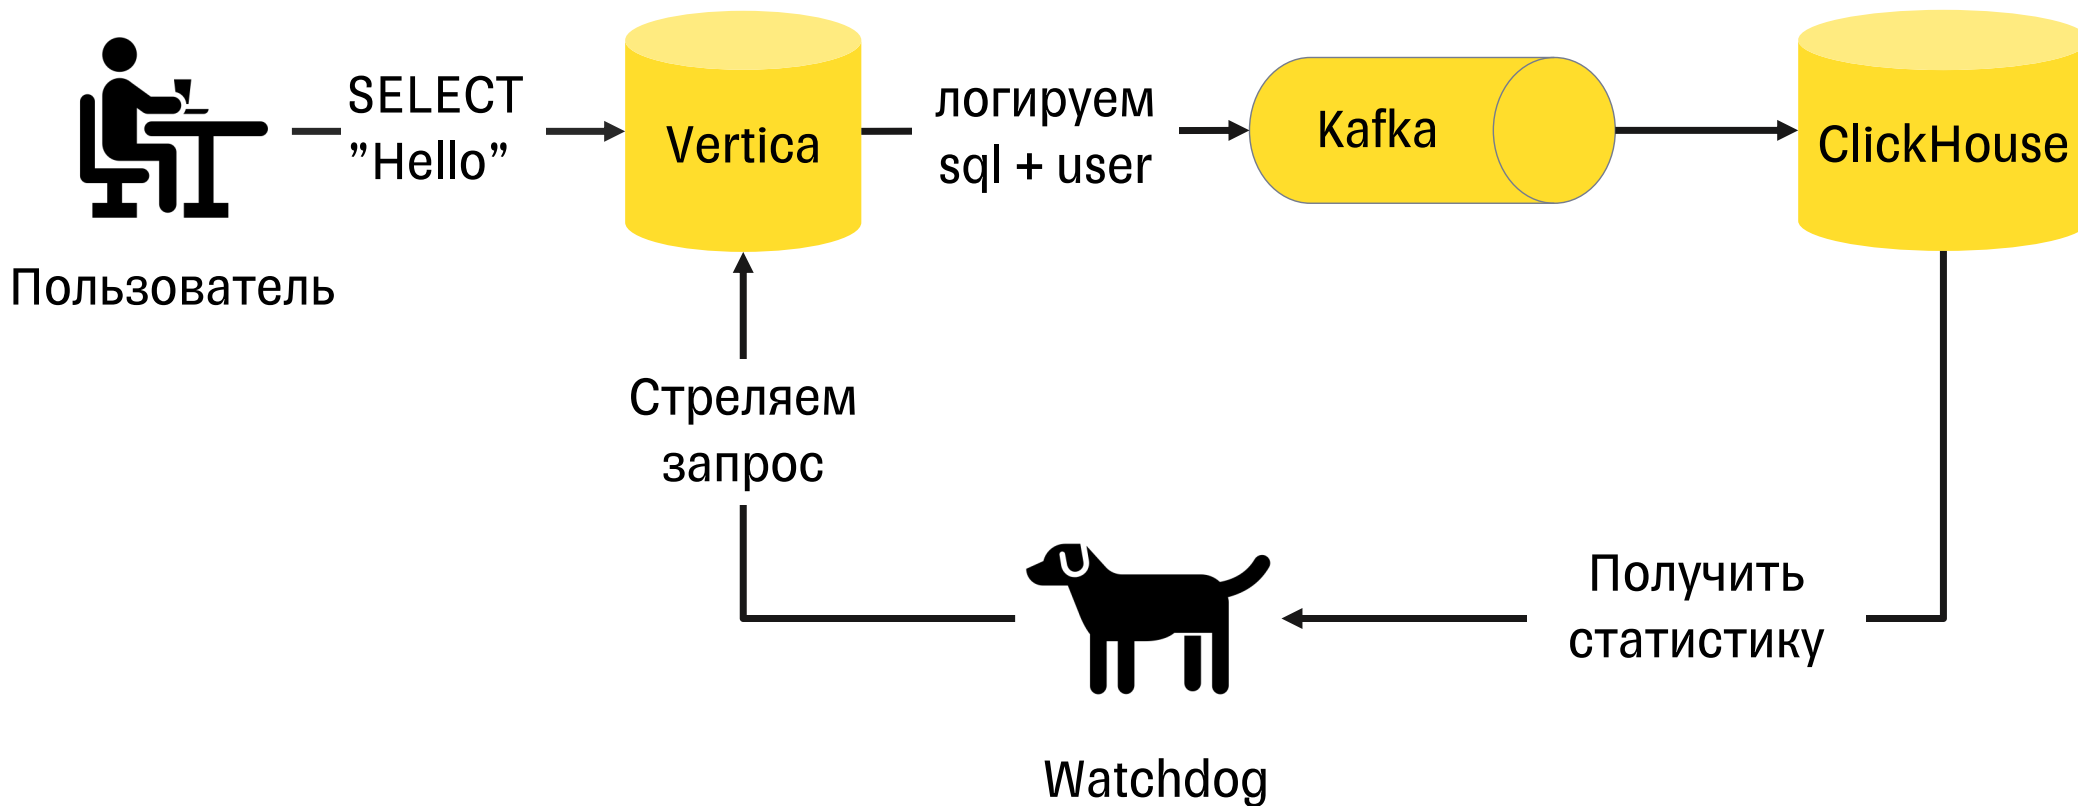 SELECT
”Hello”
Vertica
логируем
sql + user
Kafka
ClickHouse
Пользователь
Стреляем
запрос
Получить
статистику
Watchdog